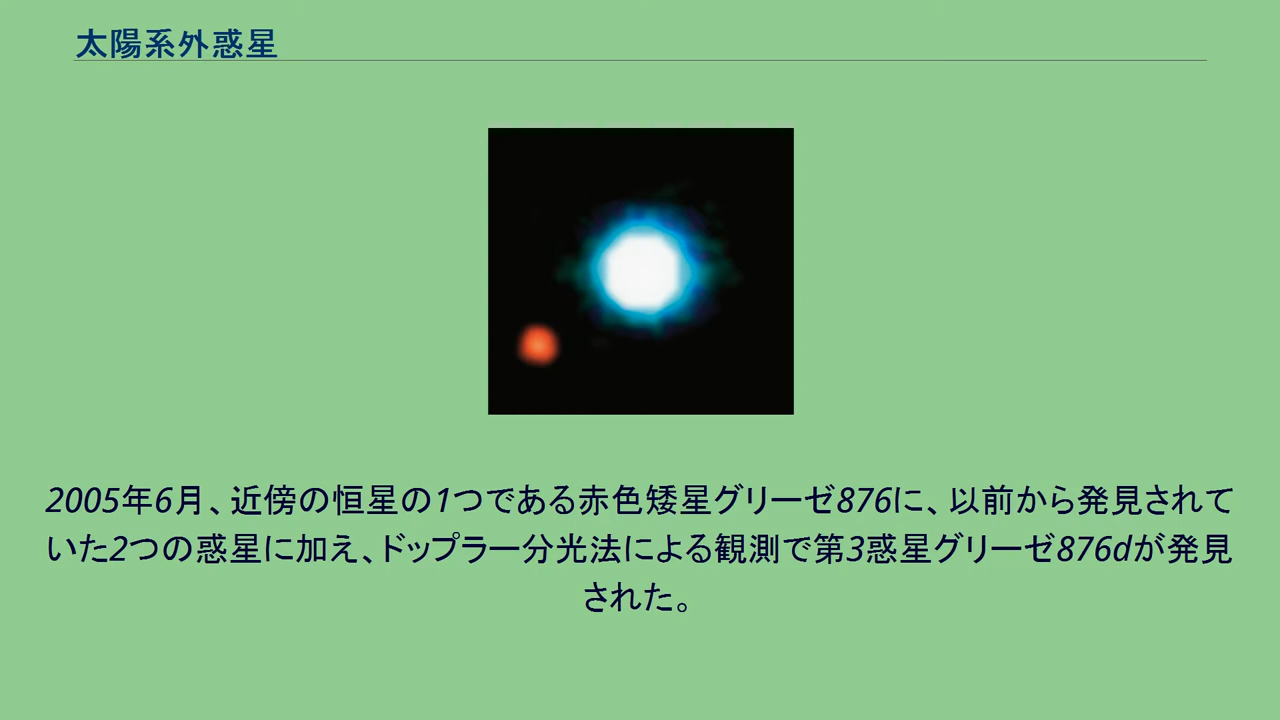 太陽系外惑星
2005年6月、近傍の恒星の1つである赤色矮星グリーゼ876に、以前から発見されて
いた2つの惑星に加え、ドップラー分光法による観測で第3惑星グリーゼ876dが発見
された。